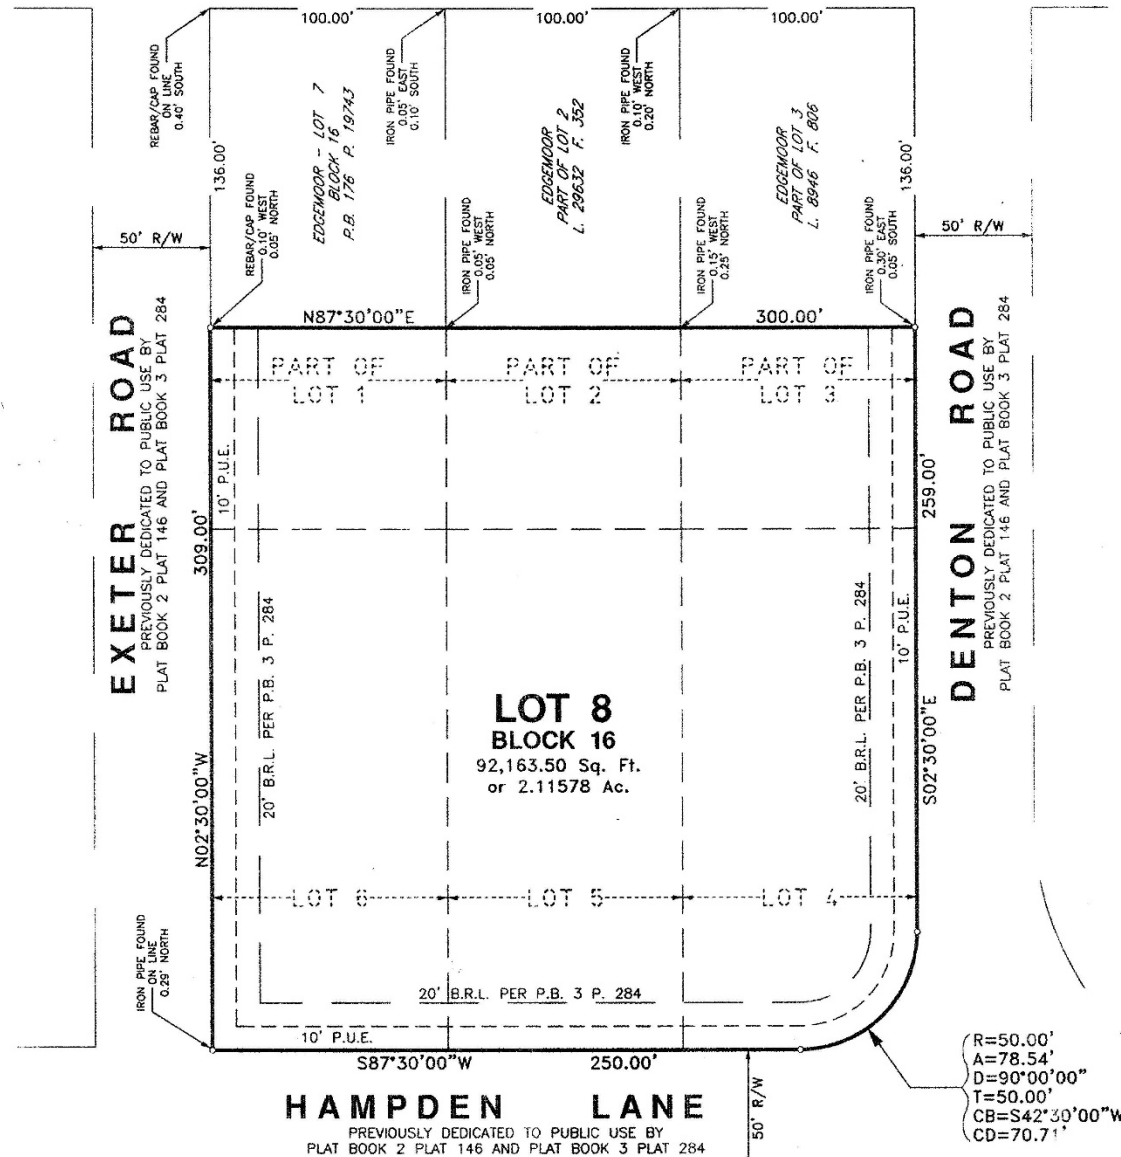 100.00'
100.00'
100.00'
REBAR/CAP FOUND
ON LINE
0.40' SOUTH
136.00'
EDGEMOOR - LOT 7
BLOCK 16
P.B. 176 P. 19743
IRON PIPE FOUND
0.05' EAST
0.10' SOUTH
EDGEMOOR
PART OF LOT 2
L. 29632 F. 352
IRON PIPE FOUND
0.10' WEST
0.20' NORTH
EDGEMOOR
PART OF LOT 3
L. 8946 F. 806
136.00'
50' R/W
REBAR/CAP FOUND
0.10' WEST
0.05' NORTH
IRON PIPE FOUND
0.05' WEST
0.05' NORTH
IRON PIPE FOUND
0.15' WEST
0.25' NORTH
IRON PIPE FOUND
0.30' EAST
0.05' SOUTH
50' R/W
N87°30'00"E
300.00'
EXETER ROAD
PREVIOUSLY DEDICATED TO PUBLIC USE BY
PLAT BOOK 2 PLAT 146 AND PLAT BOOK 3 PLAT 284
PART OF
LOT 1
PART OF
LOT 2
PART OF
LOT 3
10' P.U.E.
309.00'
N02°30'00"W
20' B.R.L. PER P.B. 3 P. 284
LOT 8
BLOCK 16
92,163.50 Sq. Ft.
or 2.11578 Ac.
20' B.R.L. PER P.B. 3 P. 284
10' P.U.E.
259.00'
S02°30'00"E
DENTON ROAD
PREVIOUSLY DEDICATED TO PUBLIC USE BY
PLAT BOOK 2 PLAT 146 AND PLAT BOOK 3 PLAT 284
LOT 6
LOT 5
LOT 4
IRON PIPE FOUND
ON LINE
0.29' NORTH
20' B.R.L. PER P.B. 3 P. 284
10' P.U.E.
S87°30'00"W
250.00'
R=50.00'
A=78.54'
D=90°00'00"
T=50.00'
CB=S42°30'00"W
CD=70.71'
HAMPDEN LANE
50' R/W
PREVIOUSLY DEDICATED TO PUBLIC USE BY
PLAT BOOK 2 PLAT 146 AND PLAT BOOK 3 PLAT 284